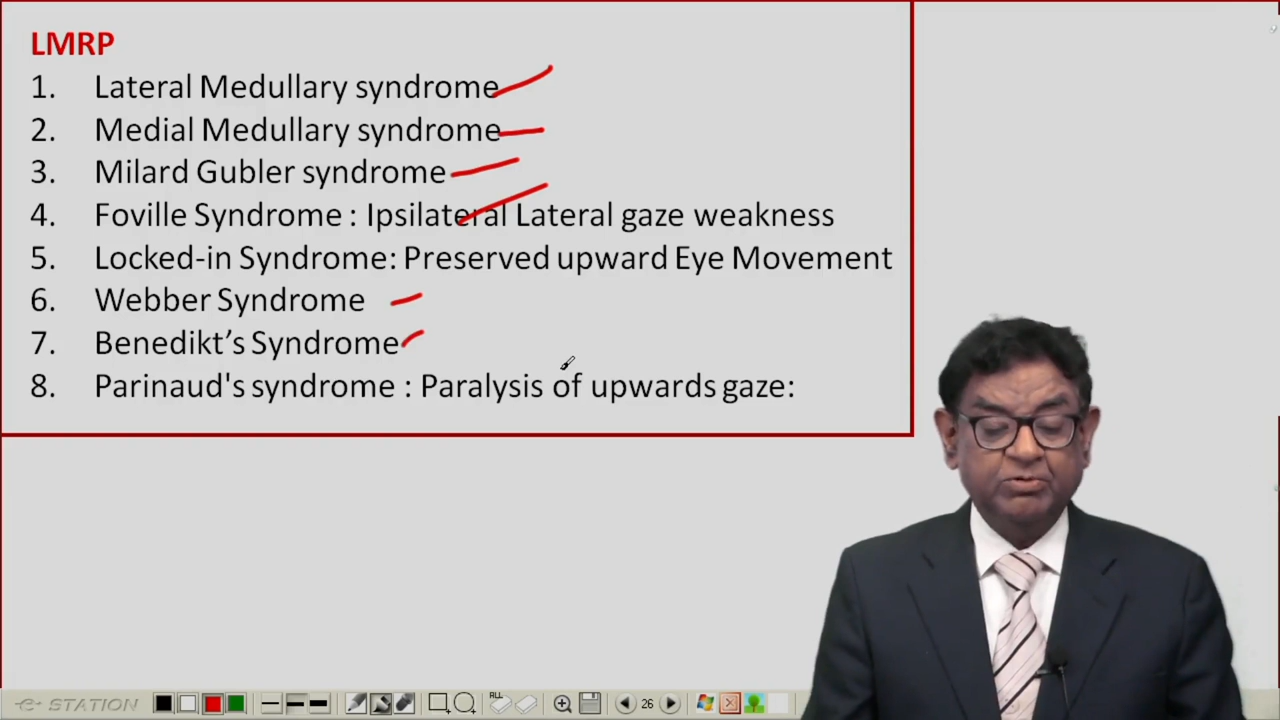 LMRP
1. Lateral Medullary syndrome
2. Medial Medullary syndrome
3. Milard Gubler syndrome
4. Foville Syndrome : Ipsilateral Lateral gaze weakness
5. Locked-in Syndrome: Preserved upward Eye Movement
6. Webber Syndrome
7. Benedikt’s Syndrome
8. Parinaud's syndrome : Paralysis of upwards gaze:
e-STATION
ALL
26